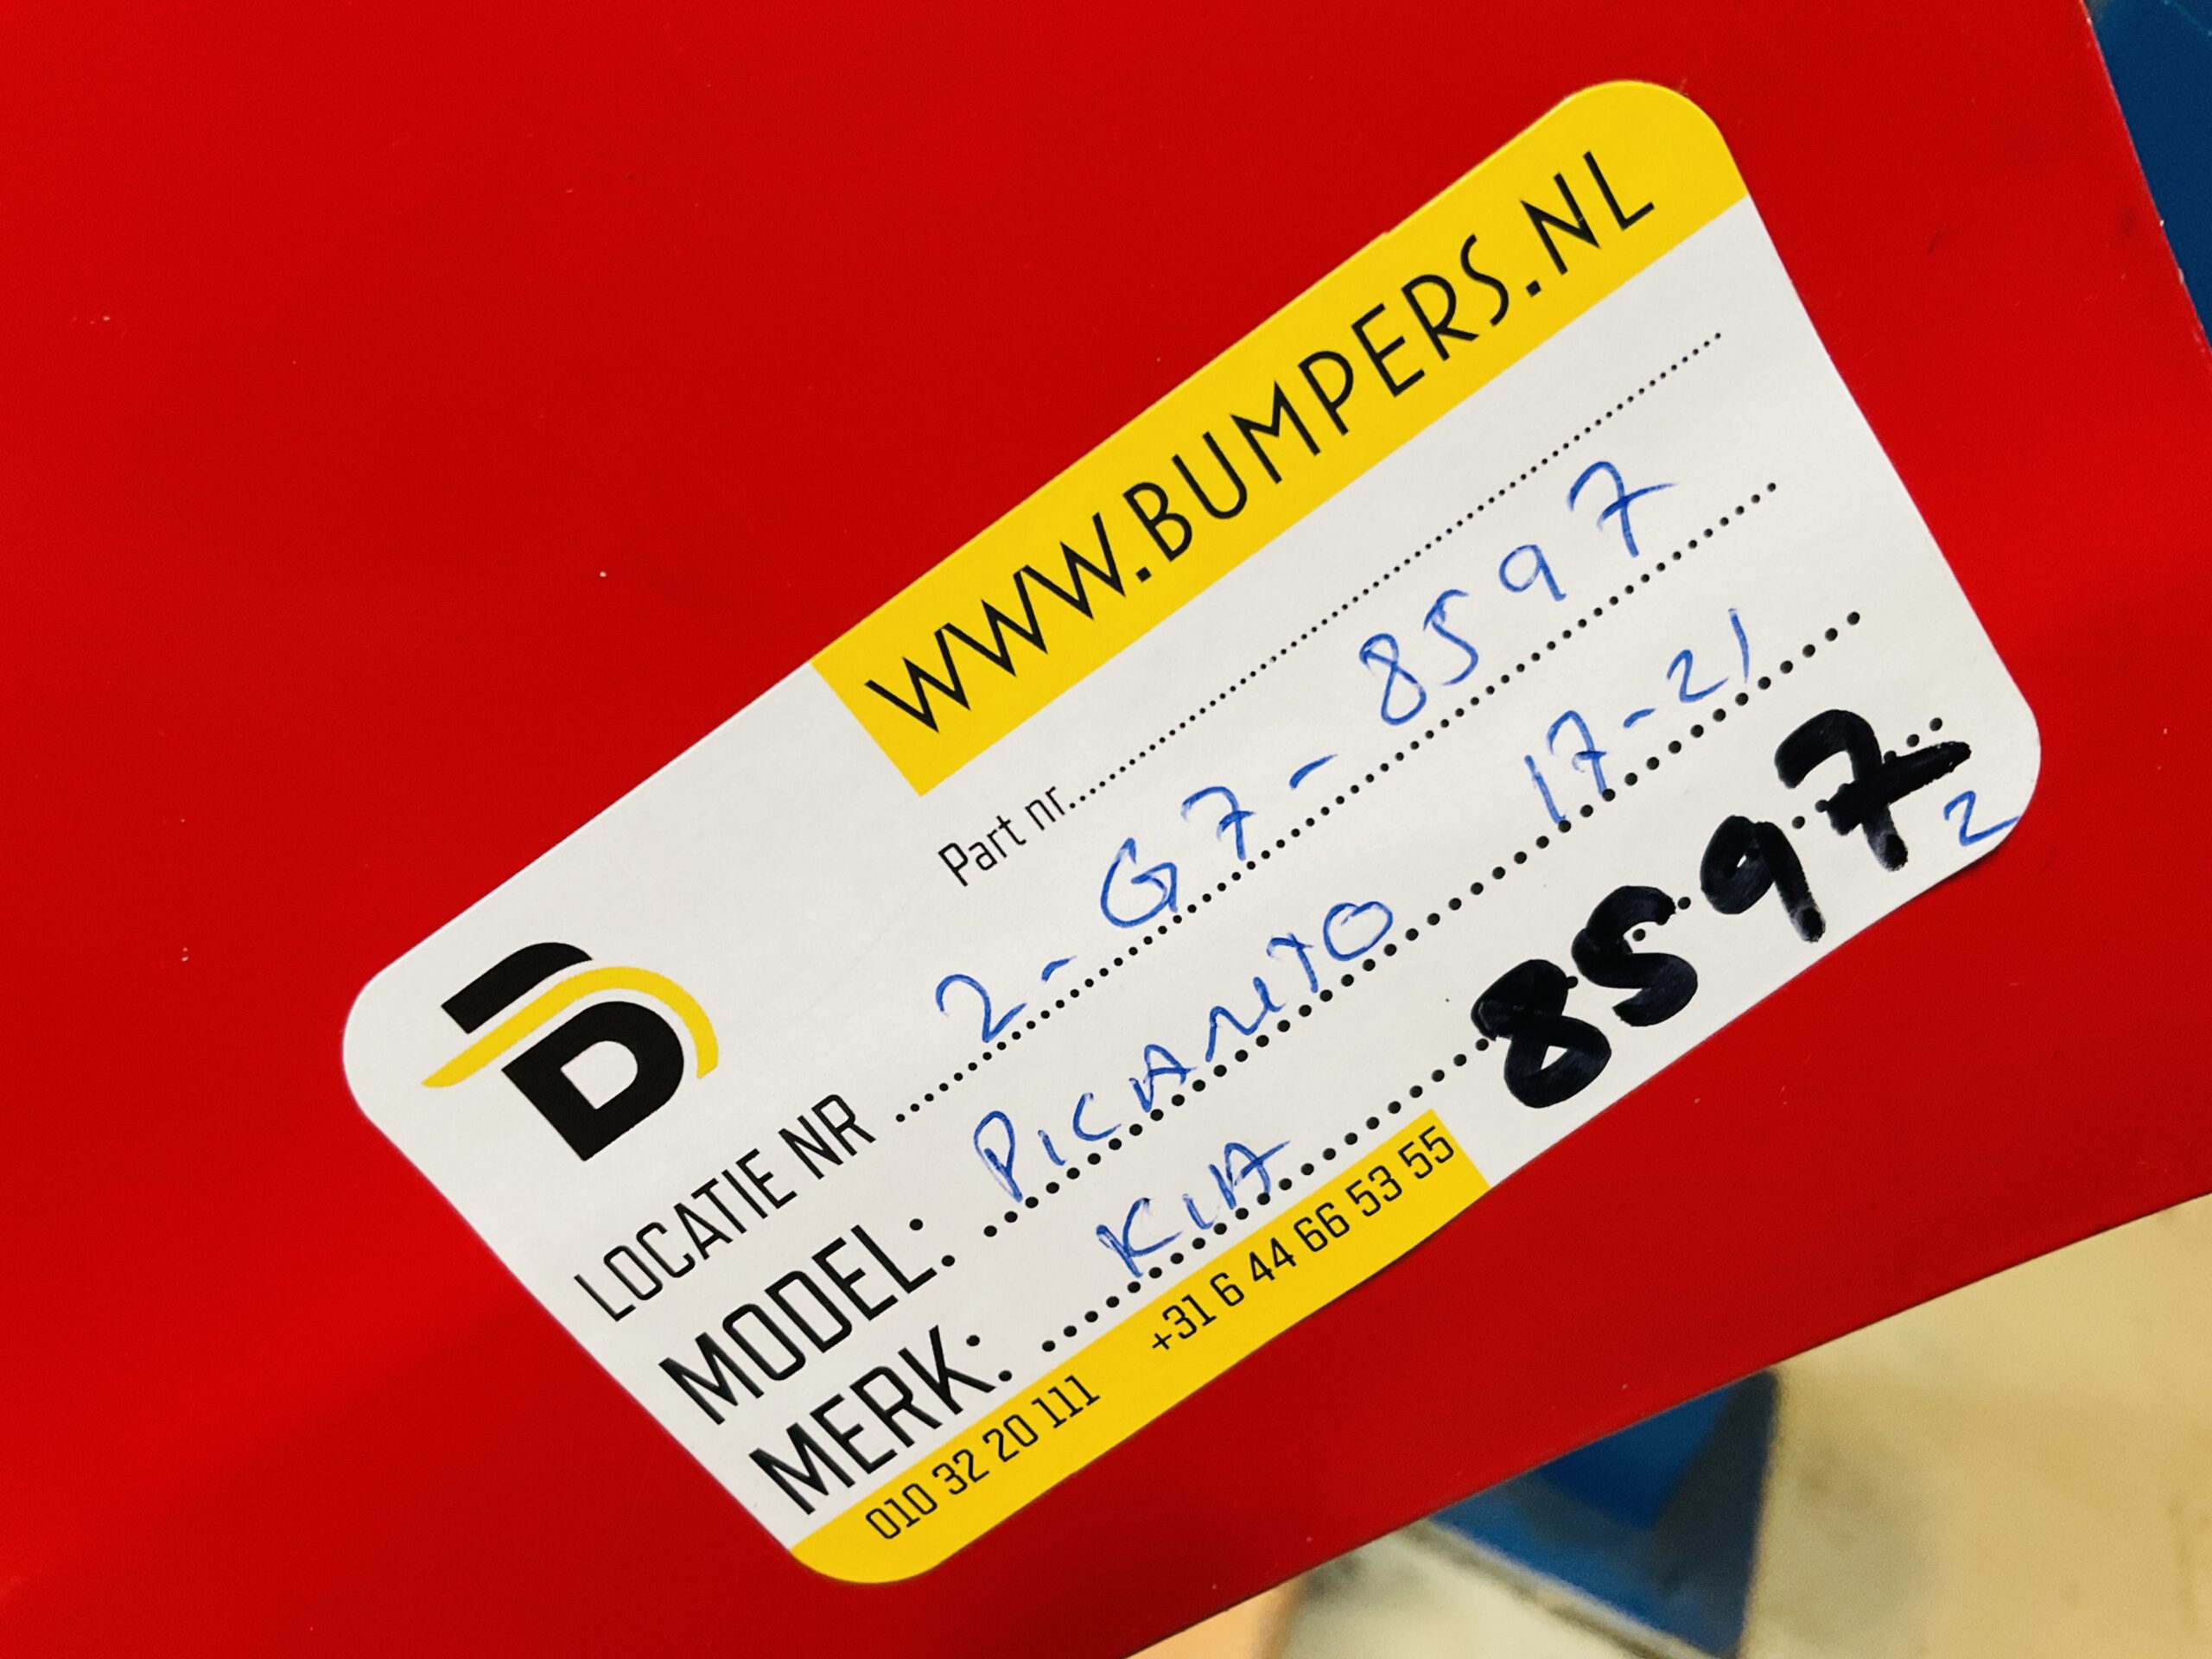 WWW.BUMPERS.NL
Part nr..............................
LOCATIE NR 2-G7-8597
MODEL: PICANTO 17-21
MERK: KIA 8597
2
010 32 20 111 +31 6 44 66 53 55